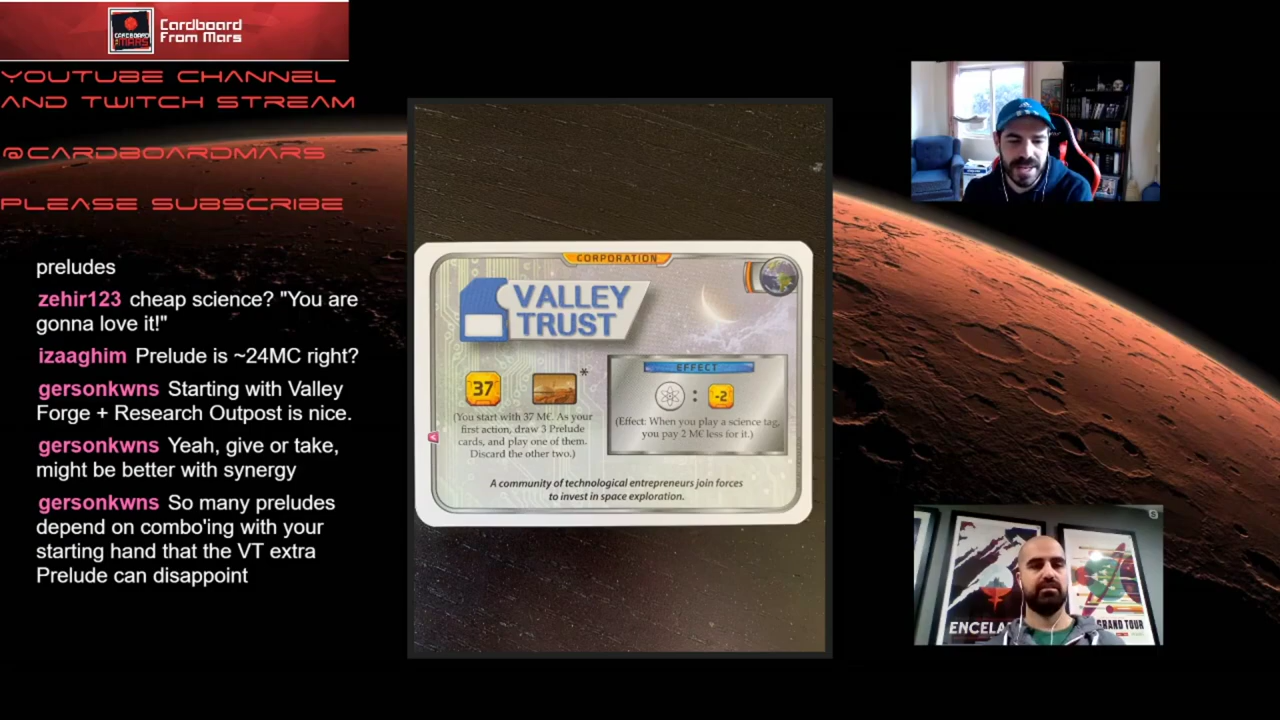 Cardboard
From Mars
CARDBOARD
MARS
YOUTUBE CHANNEL
AND TWITCH STREAM
@CARDBOARDMARS
PLEASE SUBSCRIBE
preludes
zehir123 cheap science? "You are
gonna love it!"
izaaghim Prelude is ~24MC right?
gersonkwns Starting with Valley
Forge + Research Outpost is nice.
gersonkwns Yeah, give or take,
might be better with synergy
gersonkwns So many preludes
depend on combo'ing with your
starting hand that the VT extra
Prelude can disappoint
CORPORATION
VALLEY
TRUST
37
*
(You start with 37 M€. As your
first action, draw 3 Prelude
cards, and play one of them.
Discard the other two.)
EFFECT
: -2
(Effect: When you play a science tag,
you pay 2 M€ less for it.)
A community of technological entrepreneurs join forces
to invest in space exploration.
ENCELA
GRAND TOUR